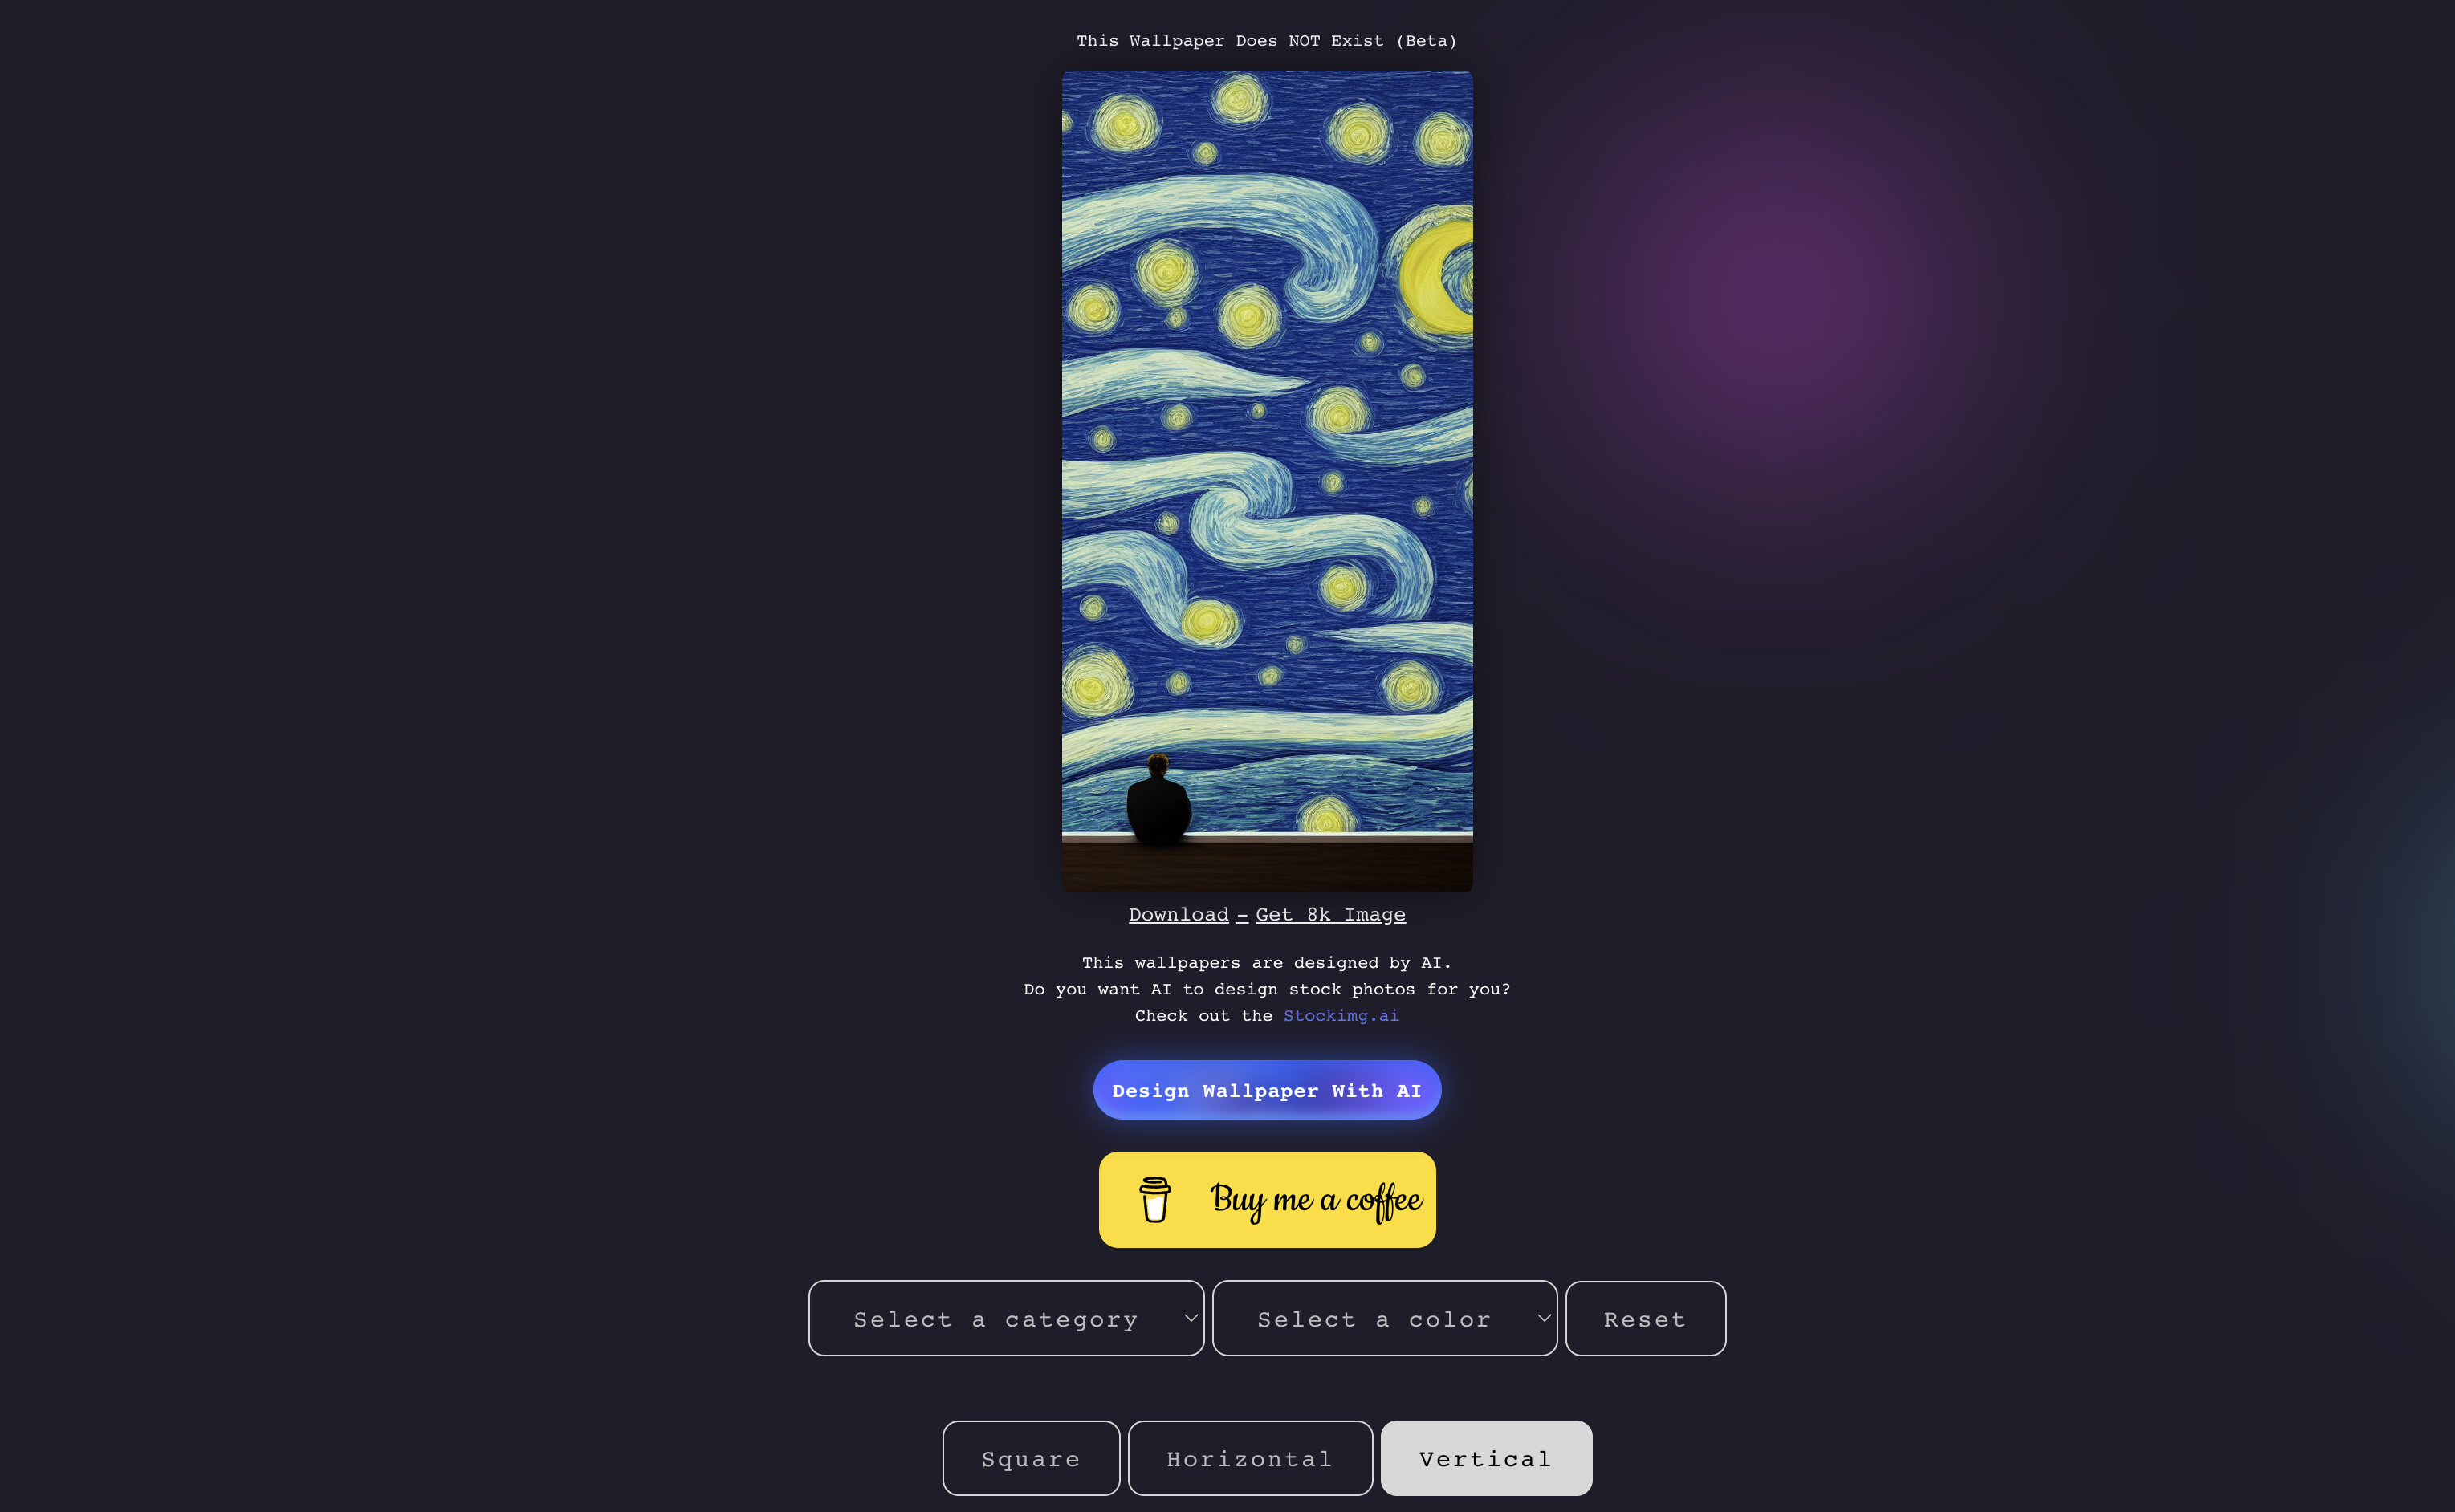 This Wallpaper Does NOT Exist (Beta)
Download – Get 8k Image
This wallpapers are designed by AI.
Do you want AI to design stock photos for you?
Check out the Stockimg.ai
Design Wallpaper With AI
Buy me a coffee
Select a category Select a color Reset
Square Horizontal Vertical